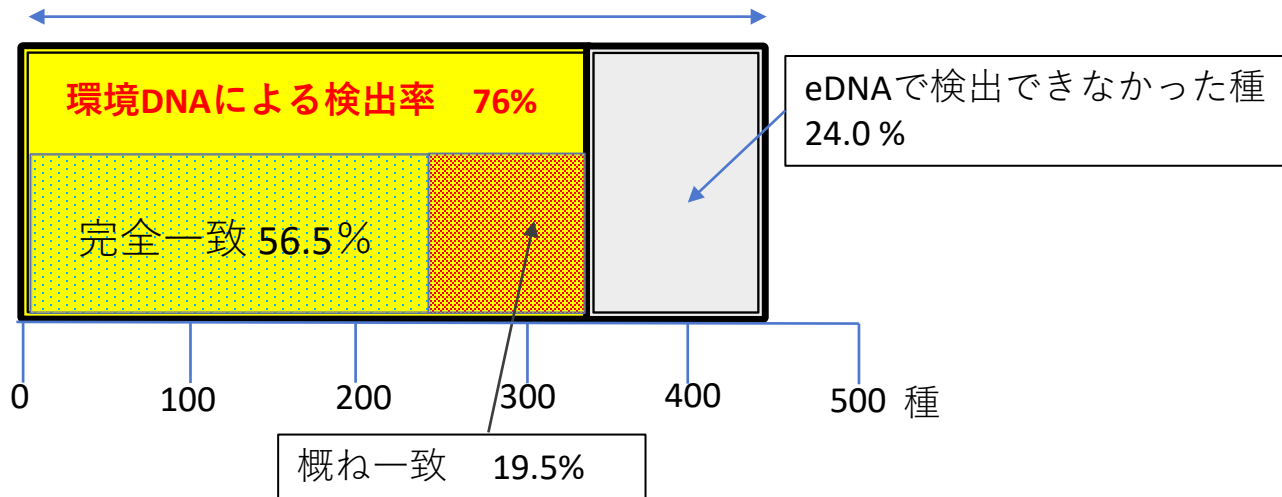 環境DNAによる検出率 76%
eDNAで検出できなかった種
24.0 %
完全一致 56.5%
0 100 200 300 400 500 種
概ね一致 19.5%